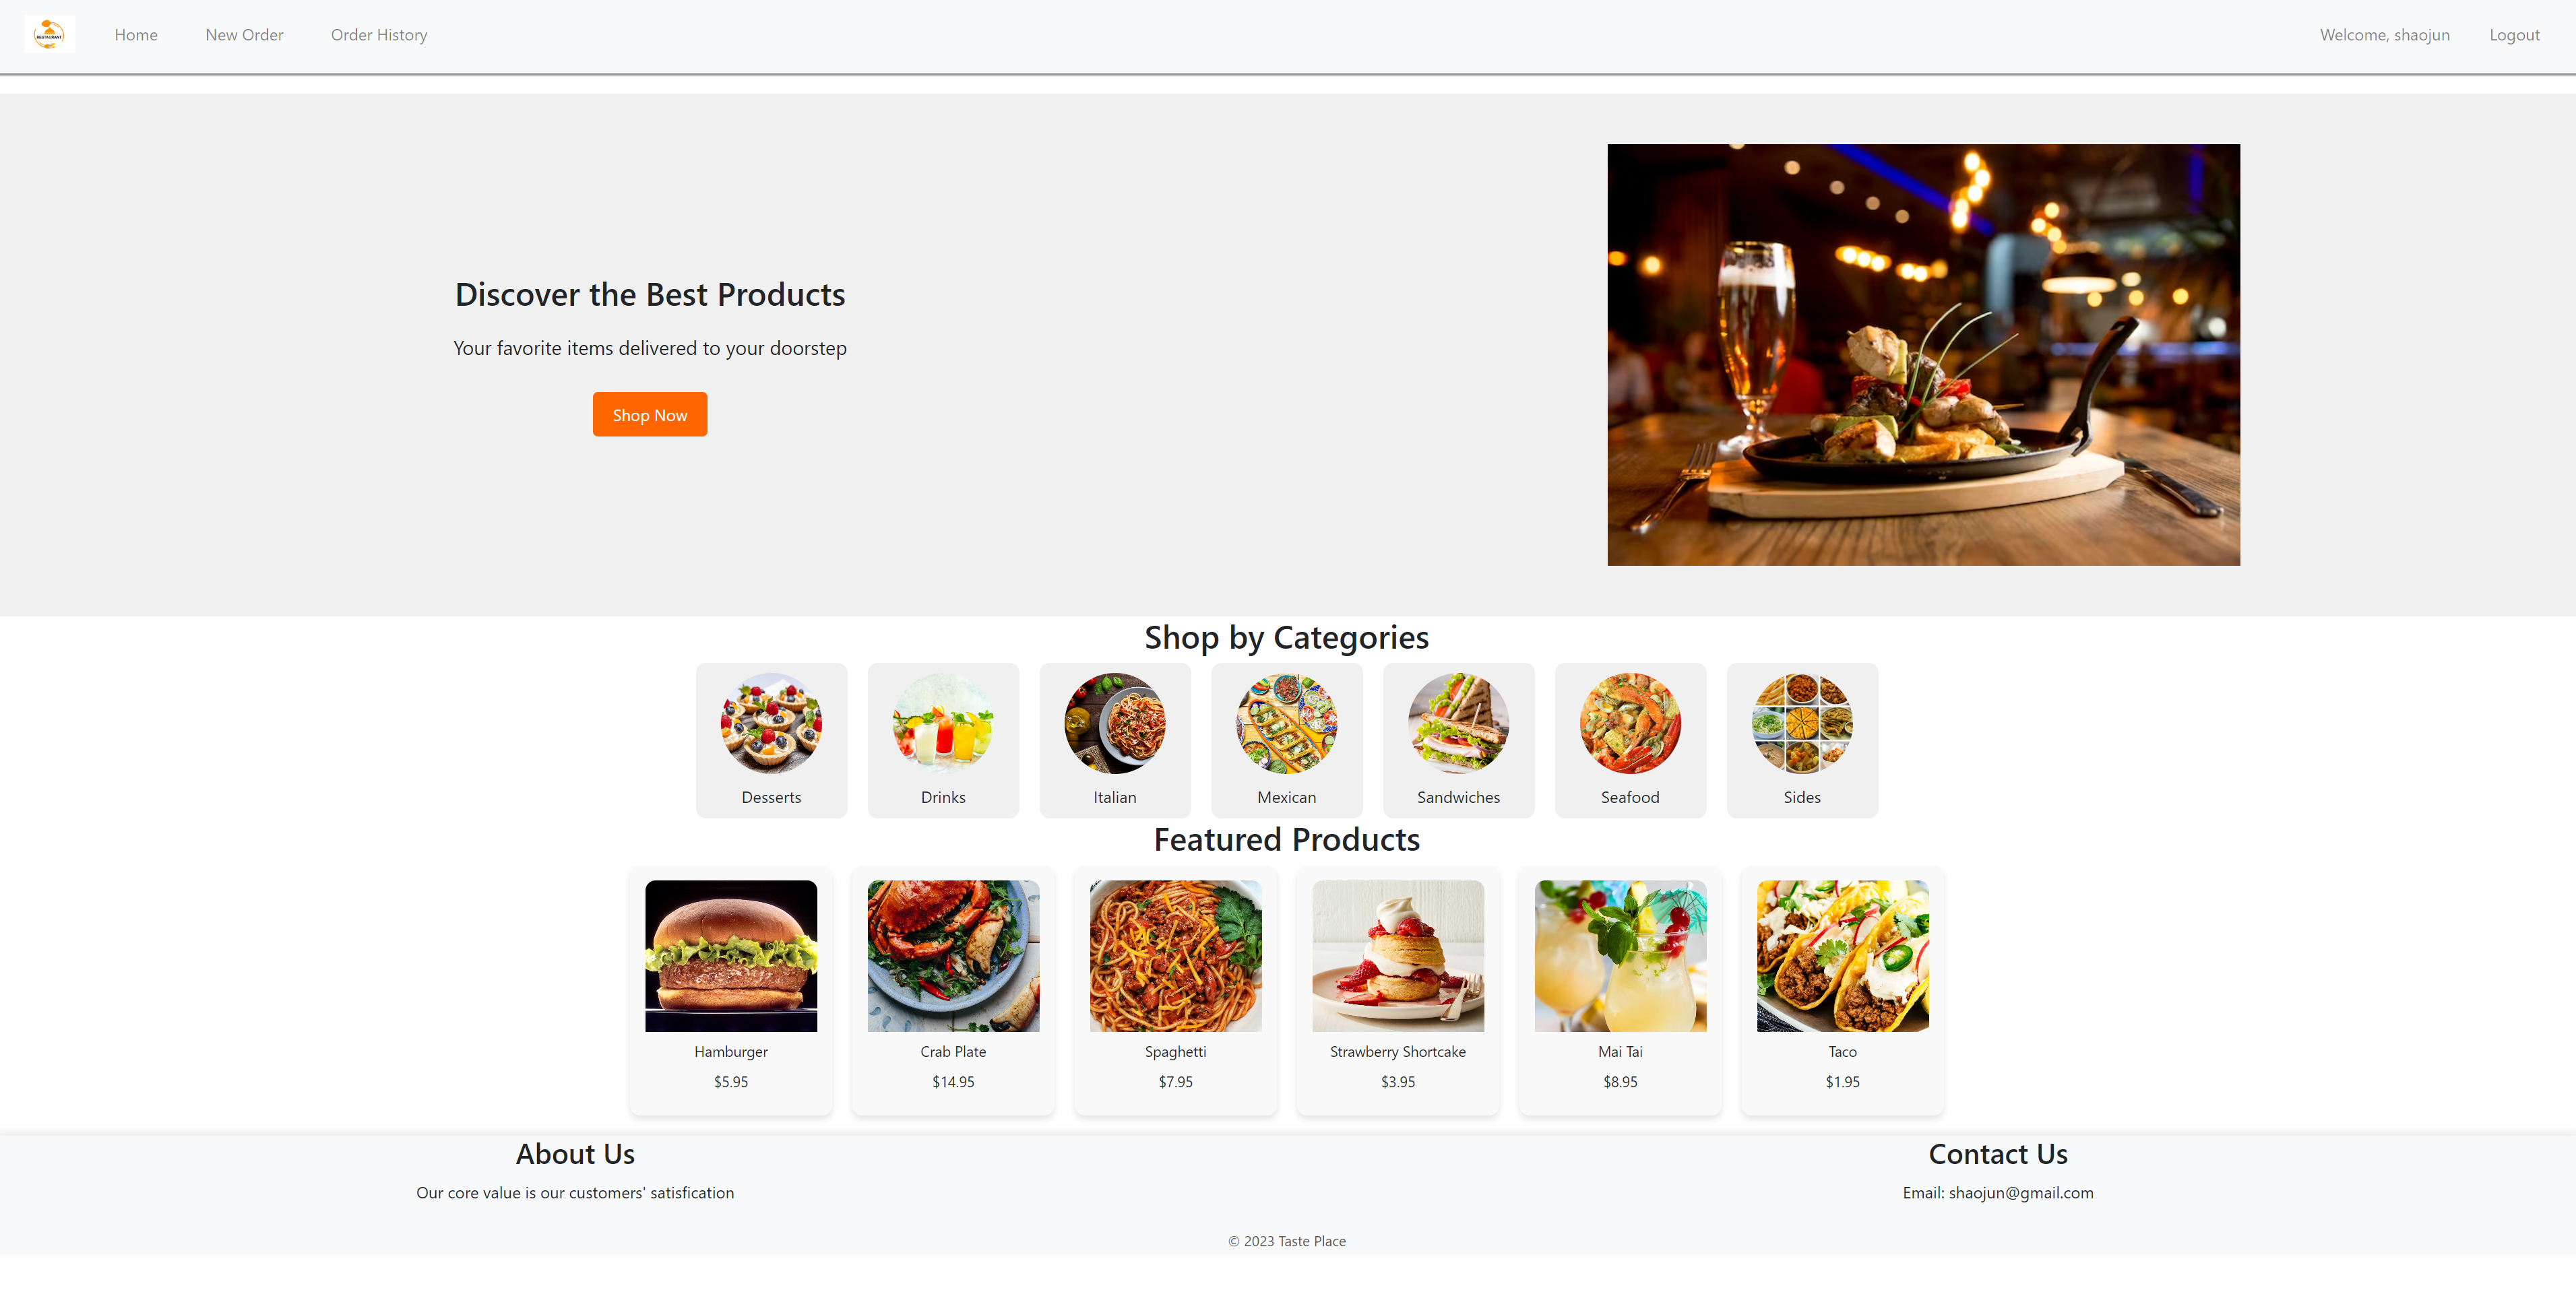 RESTAURANT
Home
New Order
Order History
Welcome, shaojun
Logout
Discover the Best Products
Your favorite items delivered to your doorstep
Shop Now
Shop by Categories
Desserts
Drinks
Italian
Mexican
Sandwiches
Seafood
Sides
Featured Products
Hamburger
$5.95
Crab Plate
$14.95
Spaghetti
$7.95
Strawberry Shortcake
$3.95
Mai Tai
$8.95
Taco
$1.95
About Us
Our core value is our customers' satisfication
Contact Us
Email: shaojun@gmail.com
© 2023 Taste Place